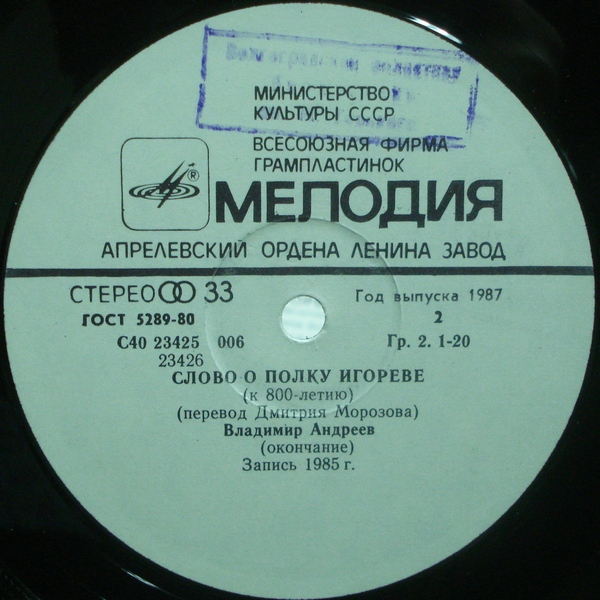 МИНИСТЕРСТВО
КУЛЬТУРЫ СССР
ВСЕСОЮЗНАЯ ФИРМА
ГРАМПЛАСТИНОК
®
МЕЛОДИЯ
АПРЕЛЕВСКИЙ ОРДЕНА ЛЕНИНА ЗАВОД
СТЕРЕО 33
Год выпуска 1987
ГОСТ 5289-80
2
С40 23425 006
Гр. 2. 1-20
23426
СЛОВО О ПОЛКУ ИГОРЕВЕ
(к 800-летию)
(перевод Дмитрия Морозова)
Владимир Андреев
(окончание)
Запись 1985 г.